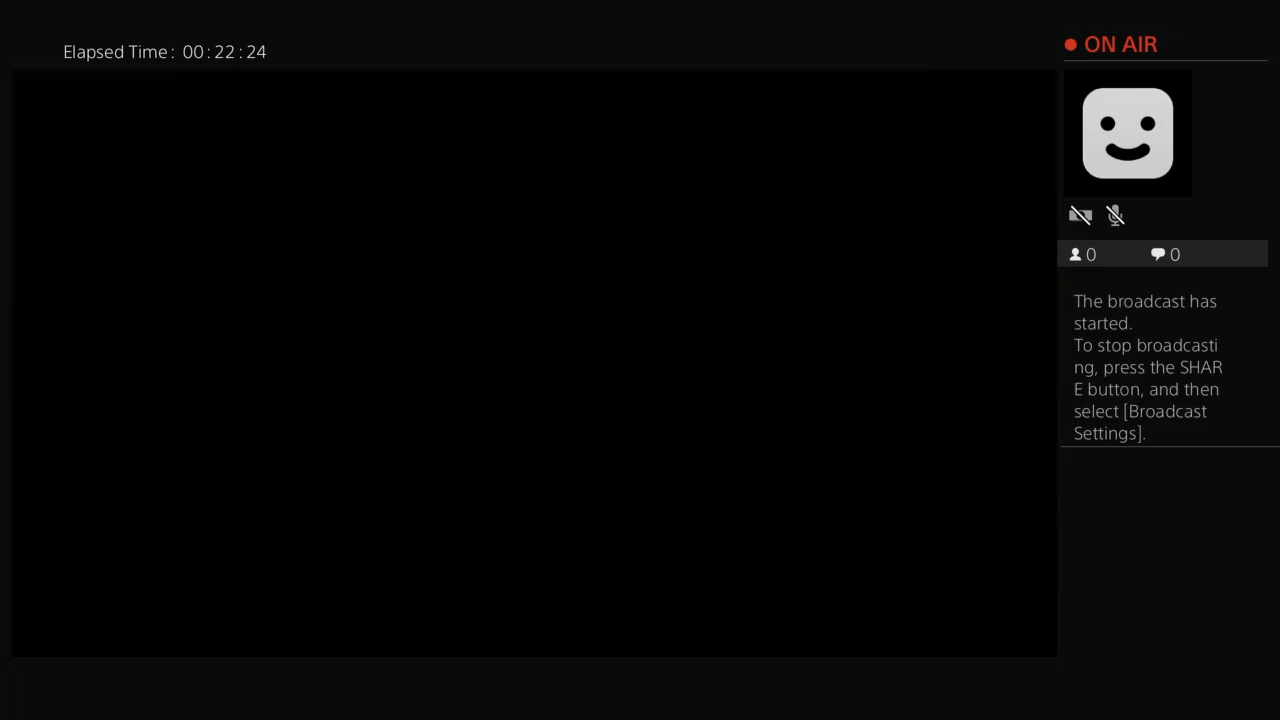 Elapsed Time: 00:22:24
ON AIR
0 0
The broadcast has
started.
To stop broadcasti
ng, press the SHAR
E button, and then
select [Broadcast
Settings].